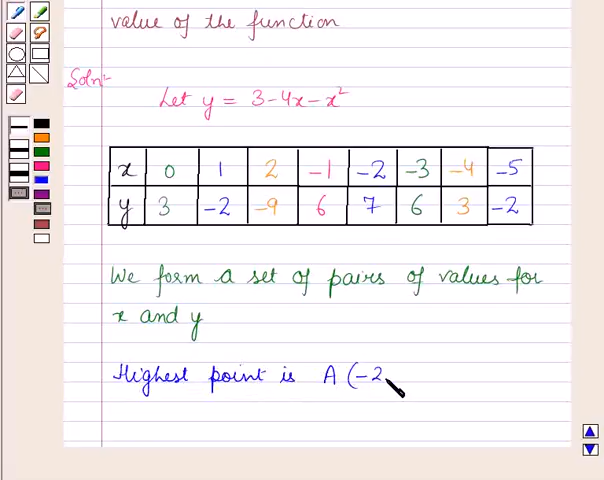 value of the function
Soln:
Let y = 3-4x-x²
x 0 1 2 -1 -2 -3 -4 -5
y 3 -2 -9 6 7 6 3 -2
We form a set of pairs of values for
x and y
Highest point is A (-2